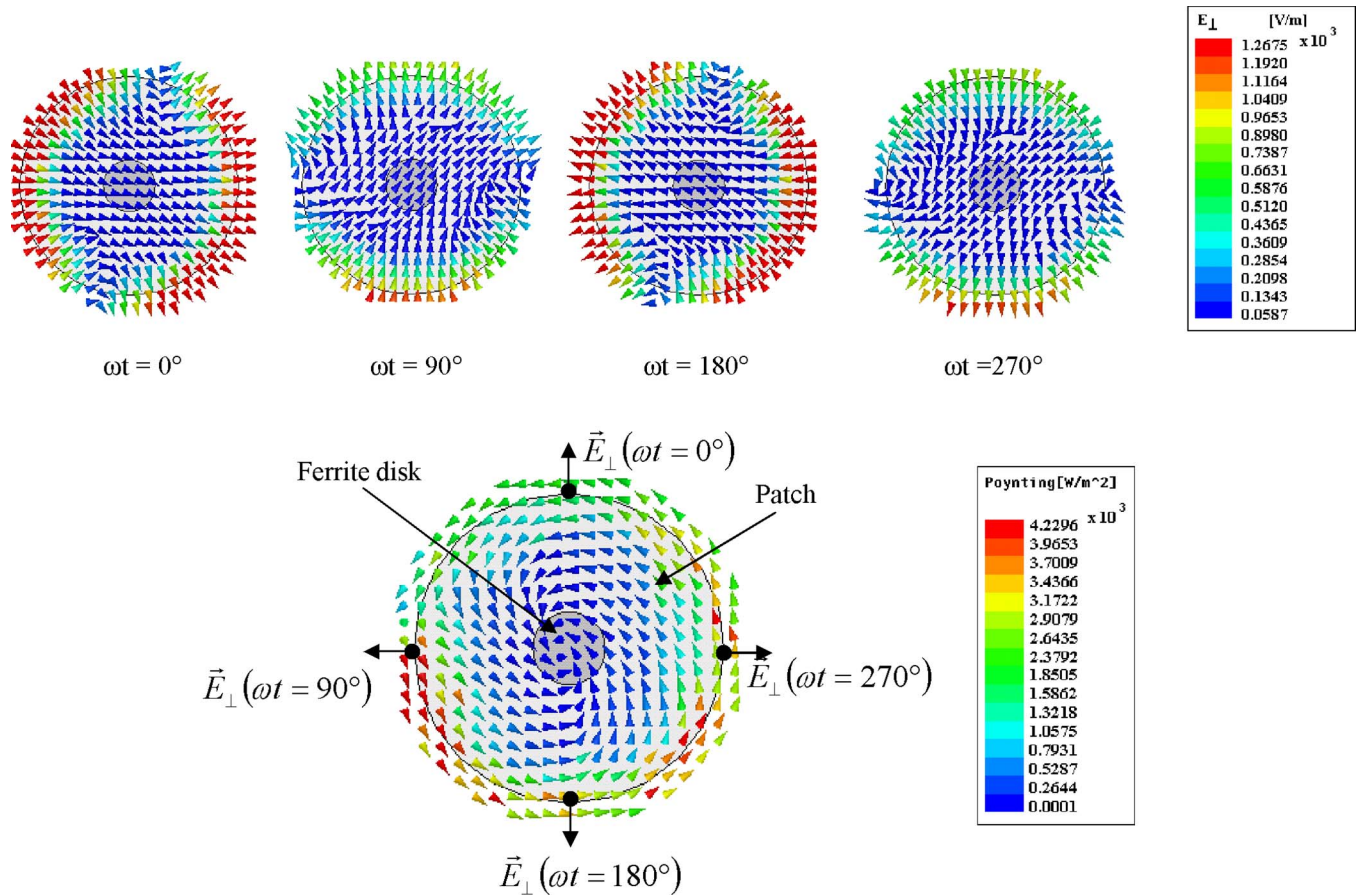 E⊥ [V/m]
x 10³
1.2675
1.1920
1.1164
1.0409
0.9653
0.8980
0.7387
0.6631
0.5876
0.5120
0.4365
0.3609
0.2854
0.2098
0.1343
0.0587
ωt = 0°
ωt = 90°
ωt = 180°
ωt =270°
Ferrite disk
E⃗⊥(ωt = 0°)
Patch
E⃗⊥(ωt = 90°)
E⃗⊥(ωt = 270°)
E⃗⊥(ωt = 180°)
Poynting[W/m^2]
x 10³
4.2296
3.9653
3.7009
3.4366
3.1722
2.9079
2.6435
2.3792
1.8505
1.5862
1.3218
1.0575
0.7931
0.5287
0.2644
0.0001